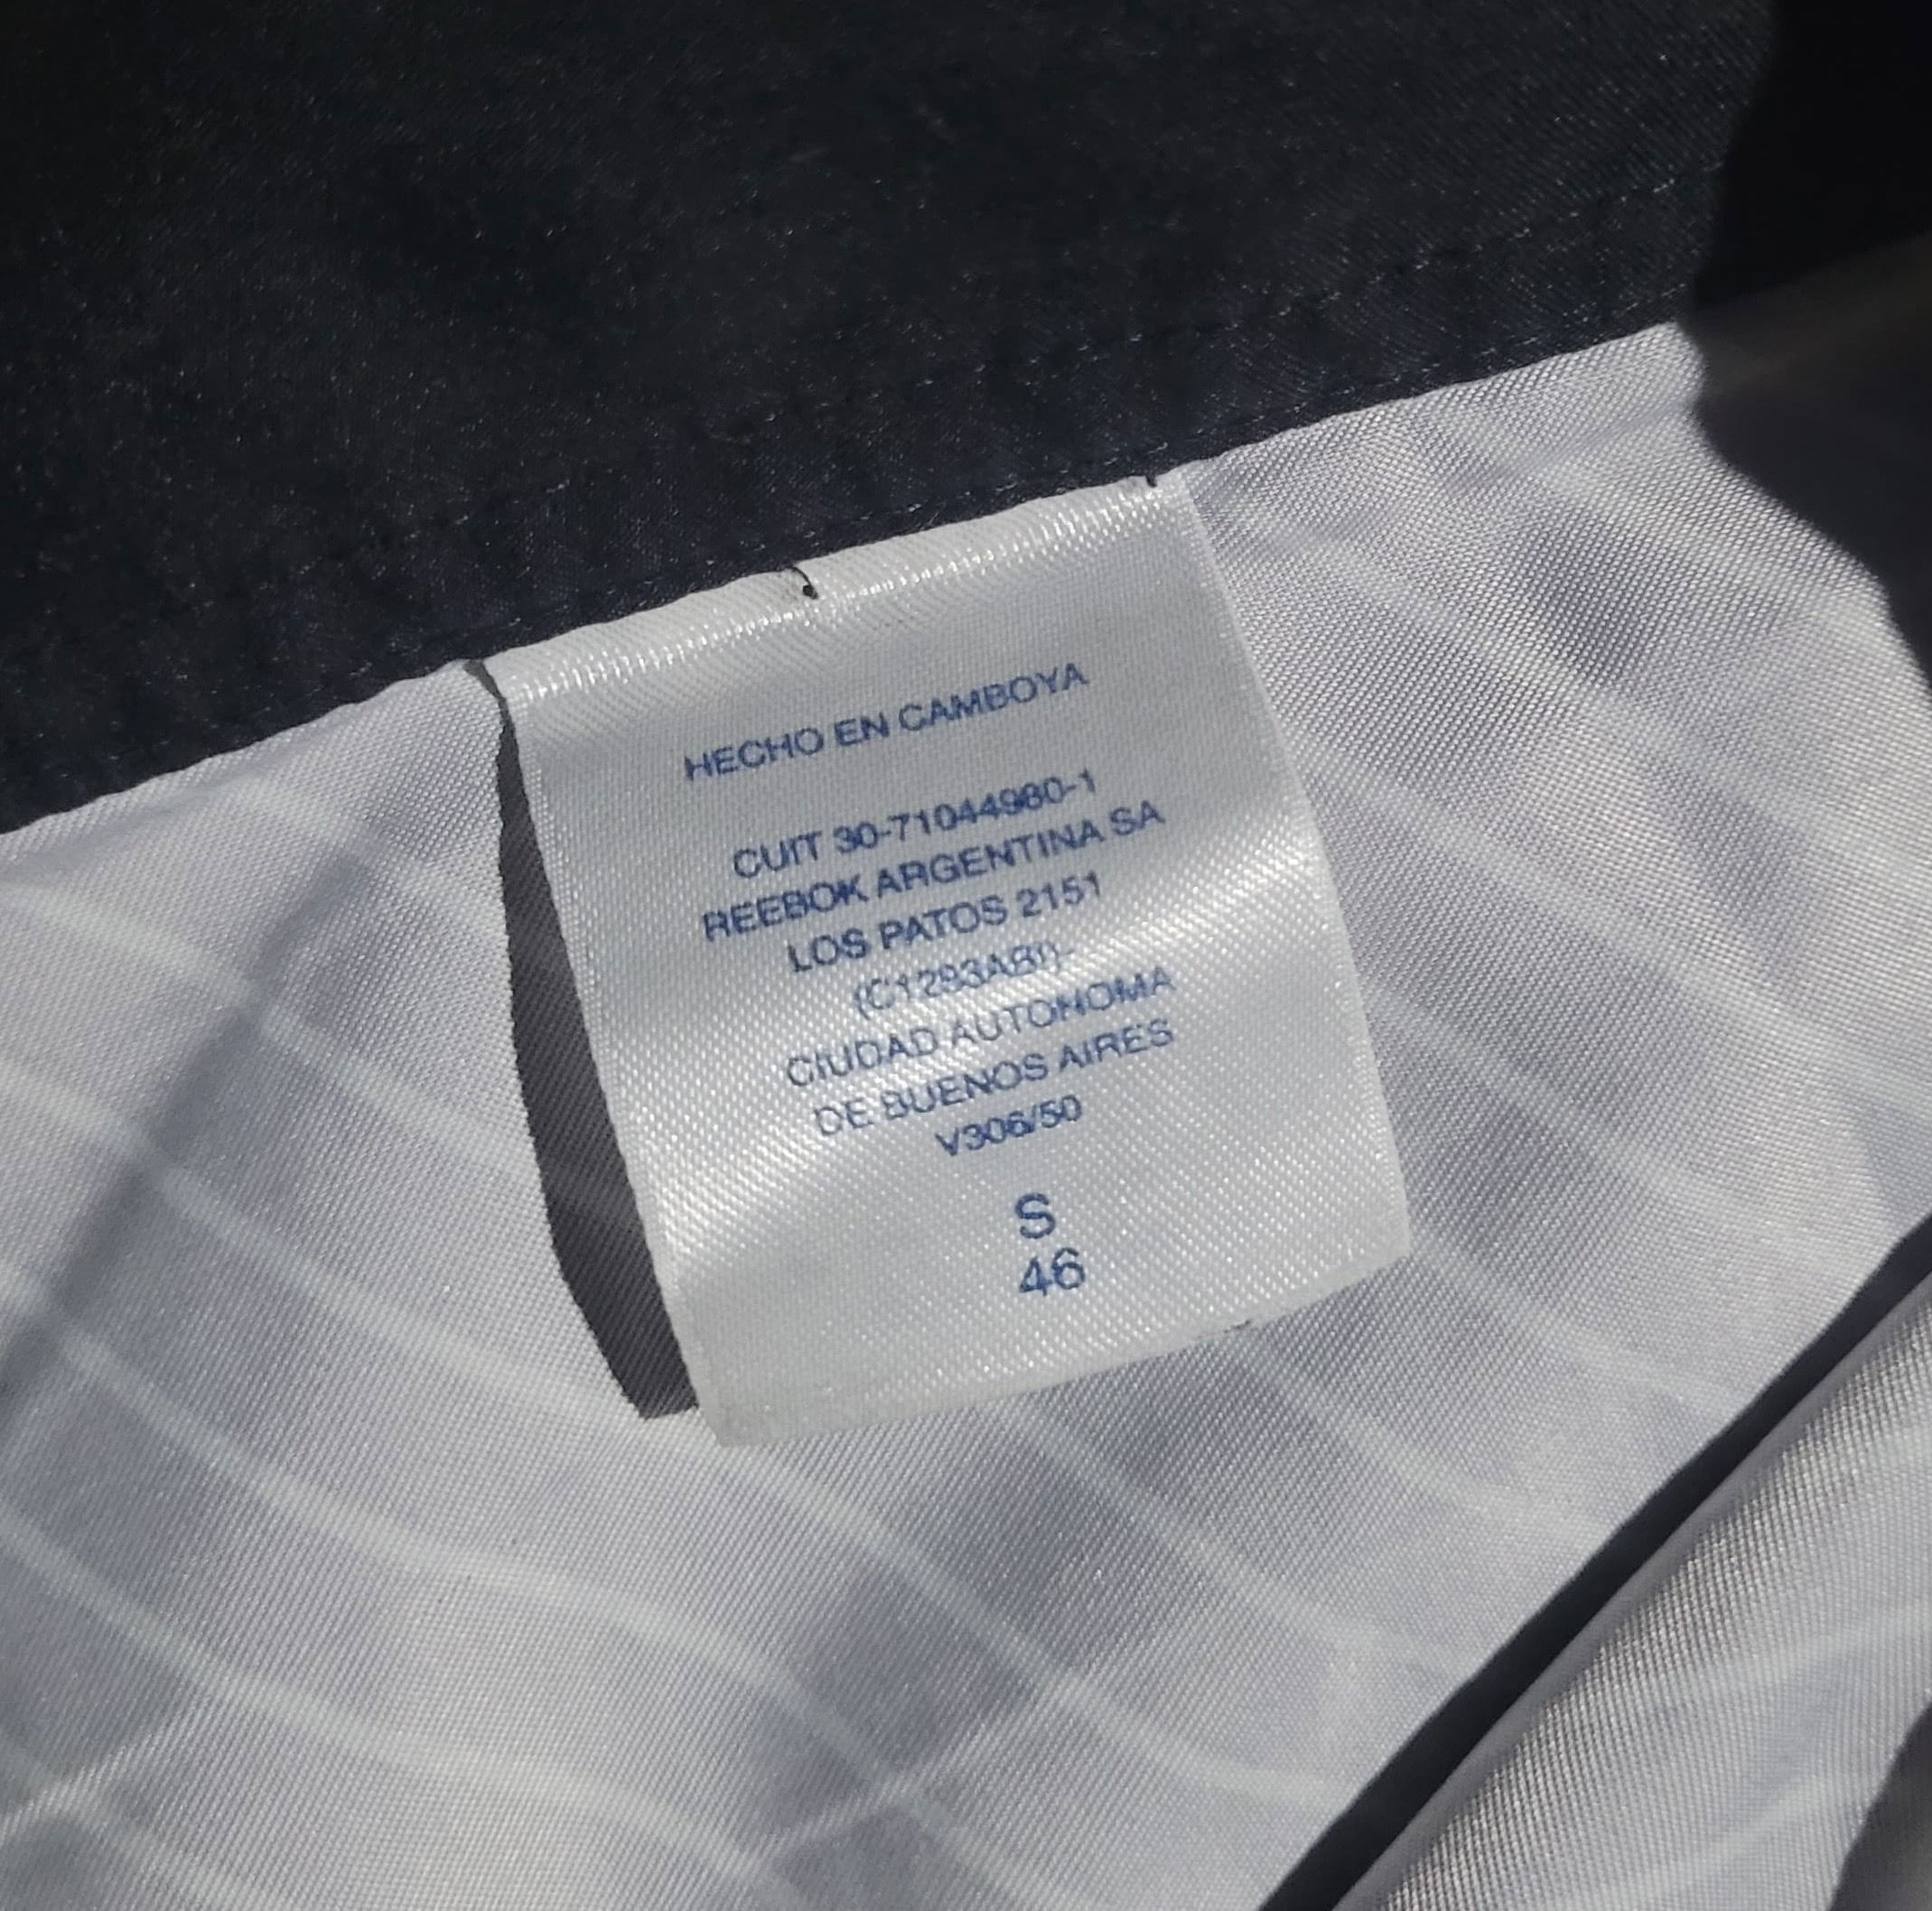 HECHO EN CAMBOYA
CUIT 30-71044980-1
REEBOK ARGENTINA SA
LOS PATOS 2151
(C1283ABI)-
CIUDAD AUTONOMA
DE BUENOS AIRES
V306/50
S
46